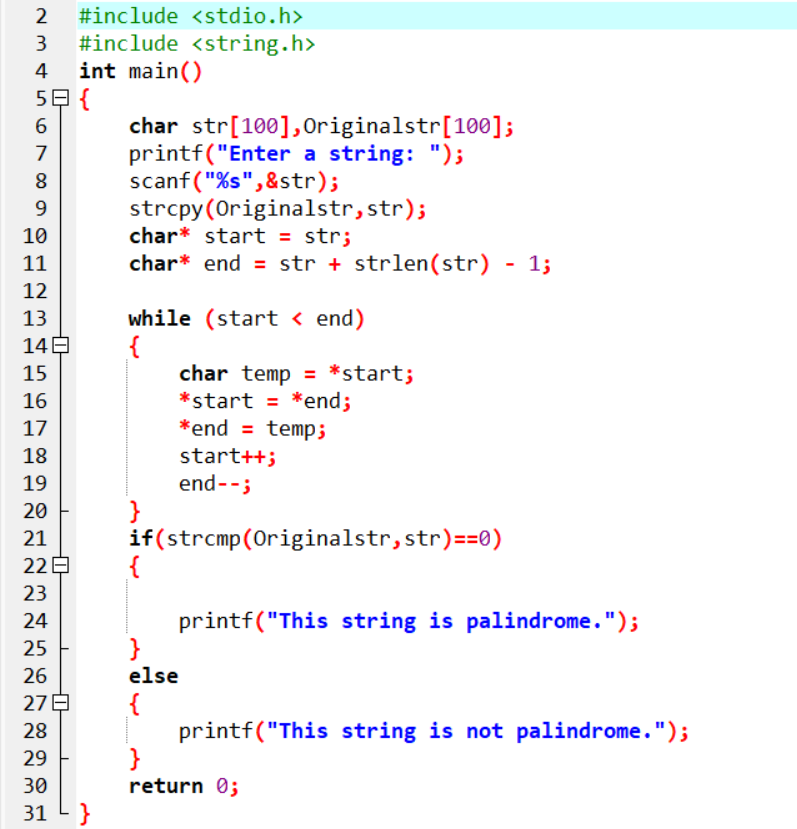 2 #include <stdio.h>
3 #include <string.h>
4 int main()
5 {
6 char str[100],Originalstr[100];
7 printf("Enter a string: ");
8 scanf("%s",&str);
9 strcpy(Originalstr,str);
10 char* start = str;
11 char* end = str + strlen(str) - 1;
12
13 while (start < end)
14 {
15 char temp = *start;
16 *start = *end;
17 *end = temp;
18 start++;
19 end--;
20 }
21 if(strcmp(Originalstr,str)==0)
22 {
23
24 printf("This string is palindrome.");
25 }
26 else
27 {
28 printf("This string is not palindrome.");
29 }
30 return 0;
31 }